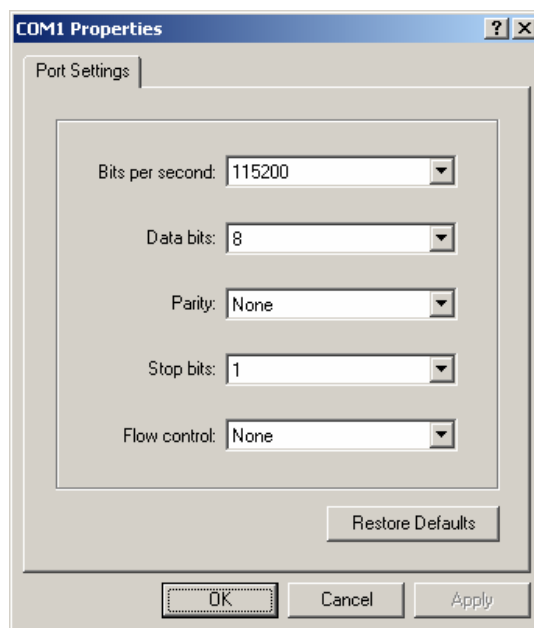 COM1 Properties
Port Settings
Bits per second: 115200
Data bits: 8
Parity: None
Stop bits: 1
Flow control: None
Restore Defaults
OK Cancel Apply